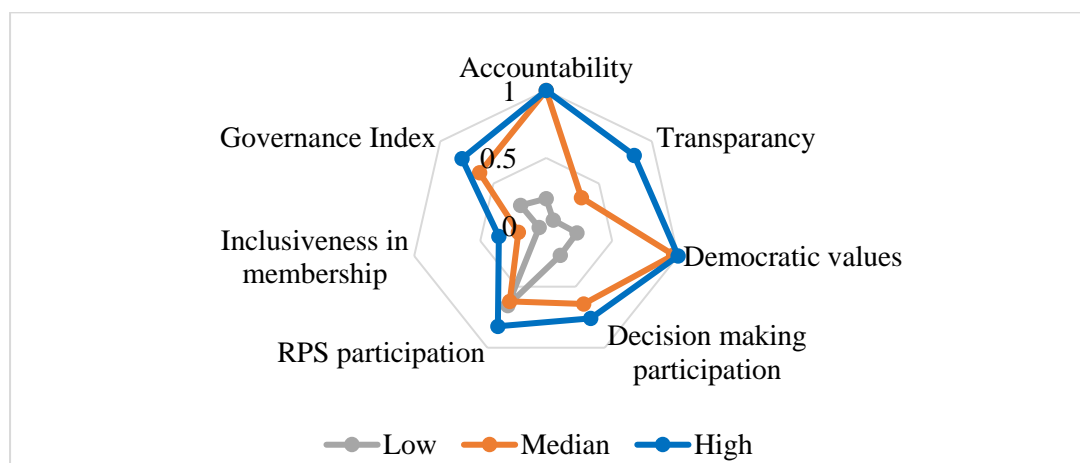 Accountability
1
Governance Index
Transparancy
0.5
0
Inclusiveness in
membership
Democratic values
RPS participation
Decision making
participation
Low Median High